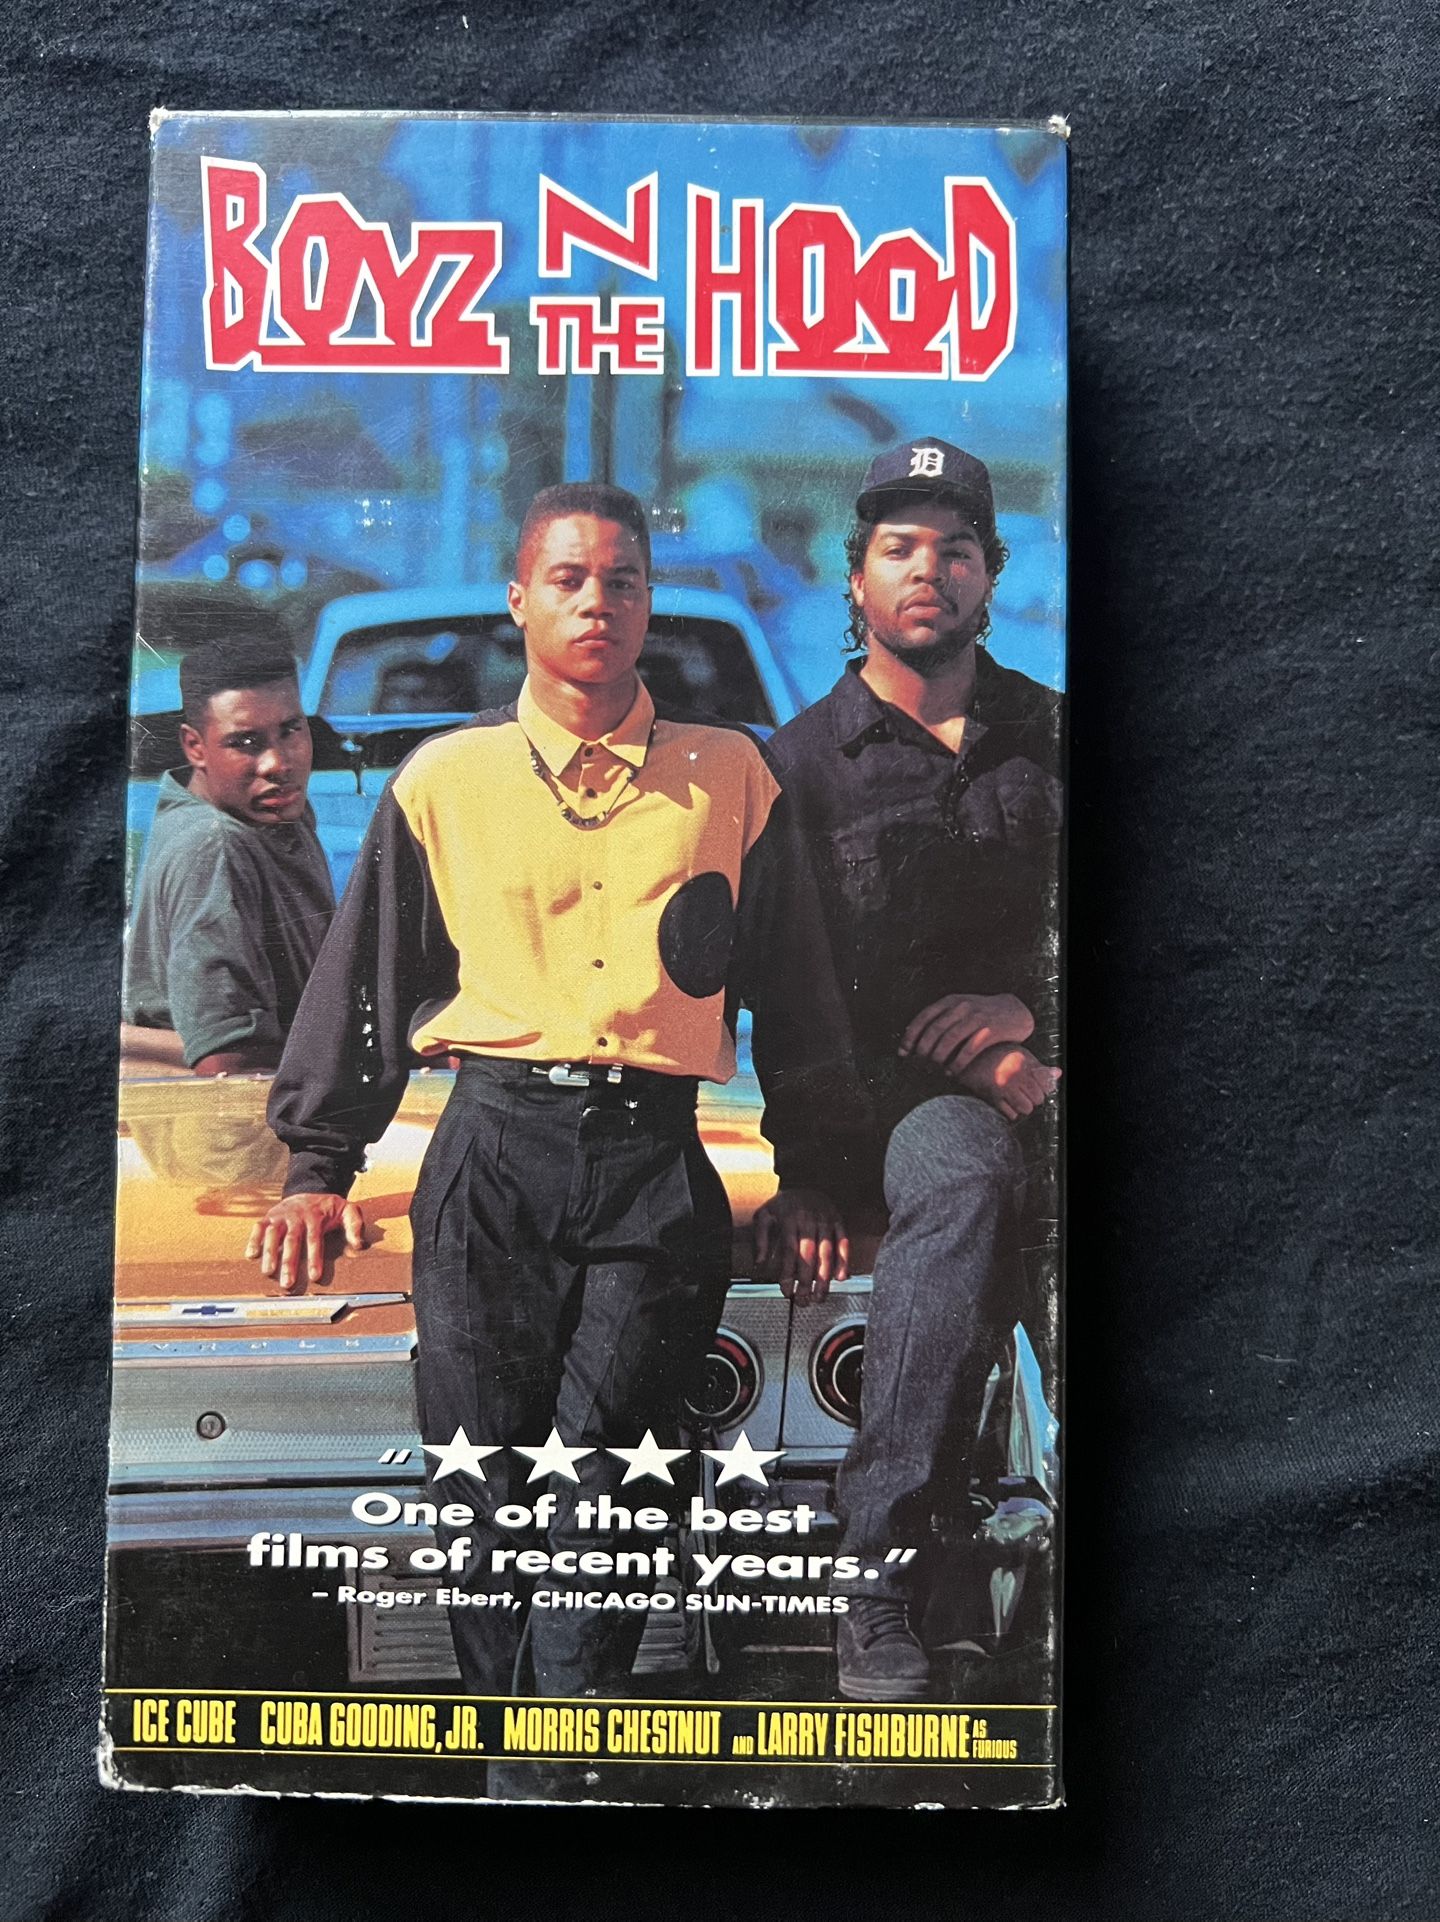 BOYZ N THE HOOD
D
CHEVROLET
"★★★★
One of the best
films of recent years."
– Roger Ebert, CHICAGO SUN-TIMES
ICE CUBE CUBA GOODING, JR. MORRIS CHESTNUT AND LARRY FISHBURNE AS FURIOUS